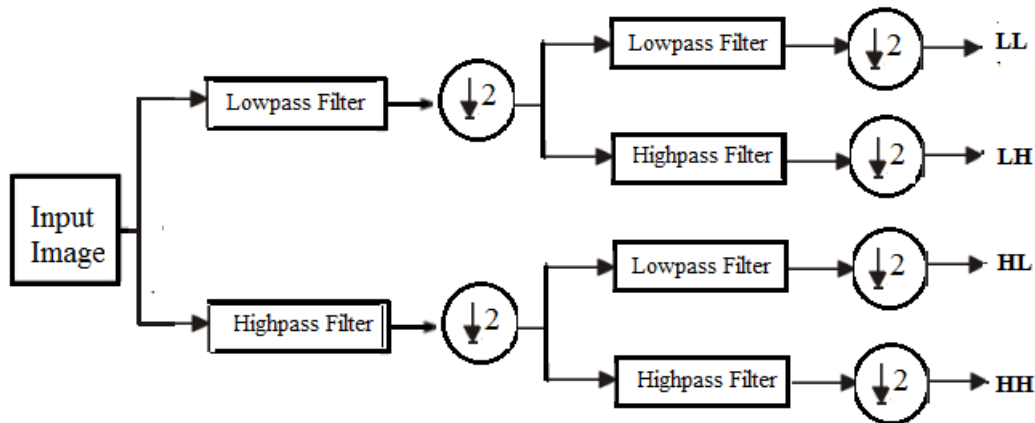 Lowpass Filter
↓2
LL
Lowpass Filter
↓2
Highpass Filter
↓2
LH
Input
Image
Lowpass Filter
↓2
HL
Highpass Filter
↓2
Highpass Filter
↓2
HH